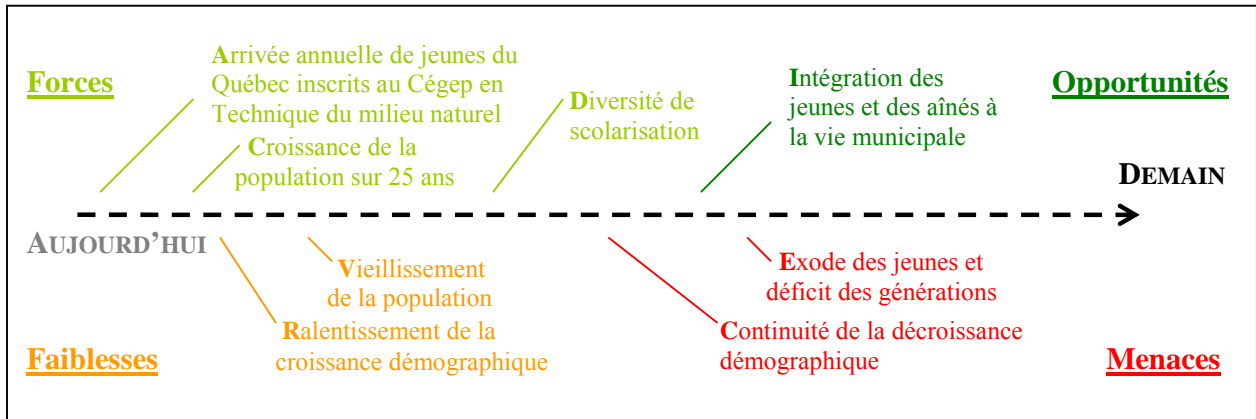 Forces
Arrivée annuelle de jeunes du
Québec inscrits au Cégep en
Technique du milieu naturel
Croissance de la
population sur 25 ans
Diversité de
scolarisation
Intégration des
jeunes et des aînés à
la vie municipale
Opportunités
DEMAIN
AUJOURD’HUI
Vieillissement
de la population
Ralentissement de la
croissance démographique
Exode des jeunes et
déficit des générations
Continuité de la décroissance
démographique
Faiblesses
Menaces